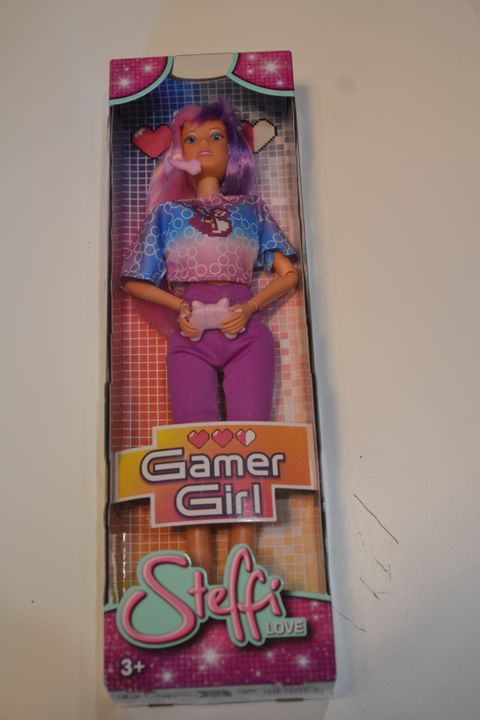 Gamer
Girl
Steffi
LOVE
3+